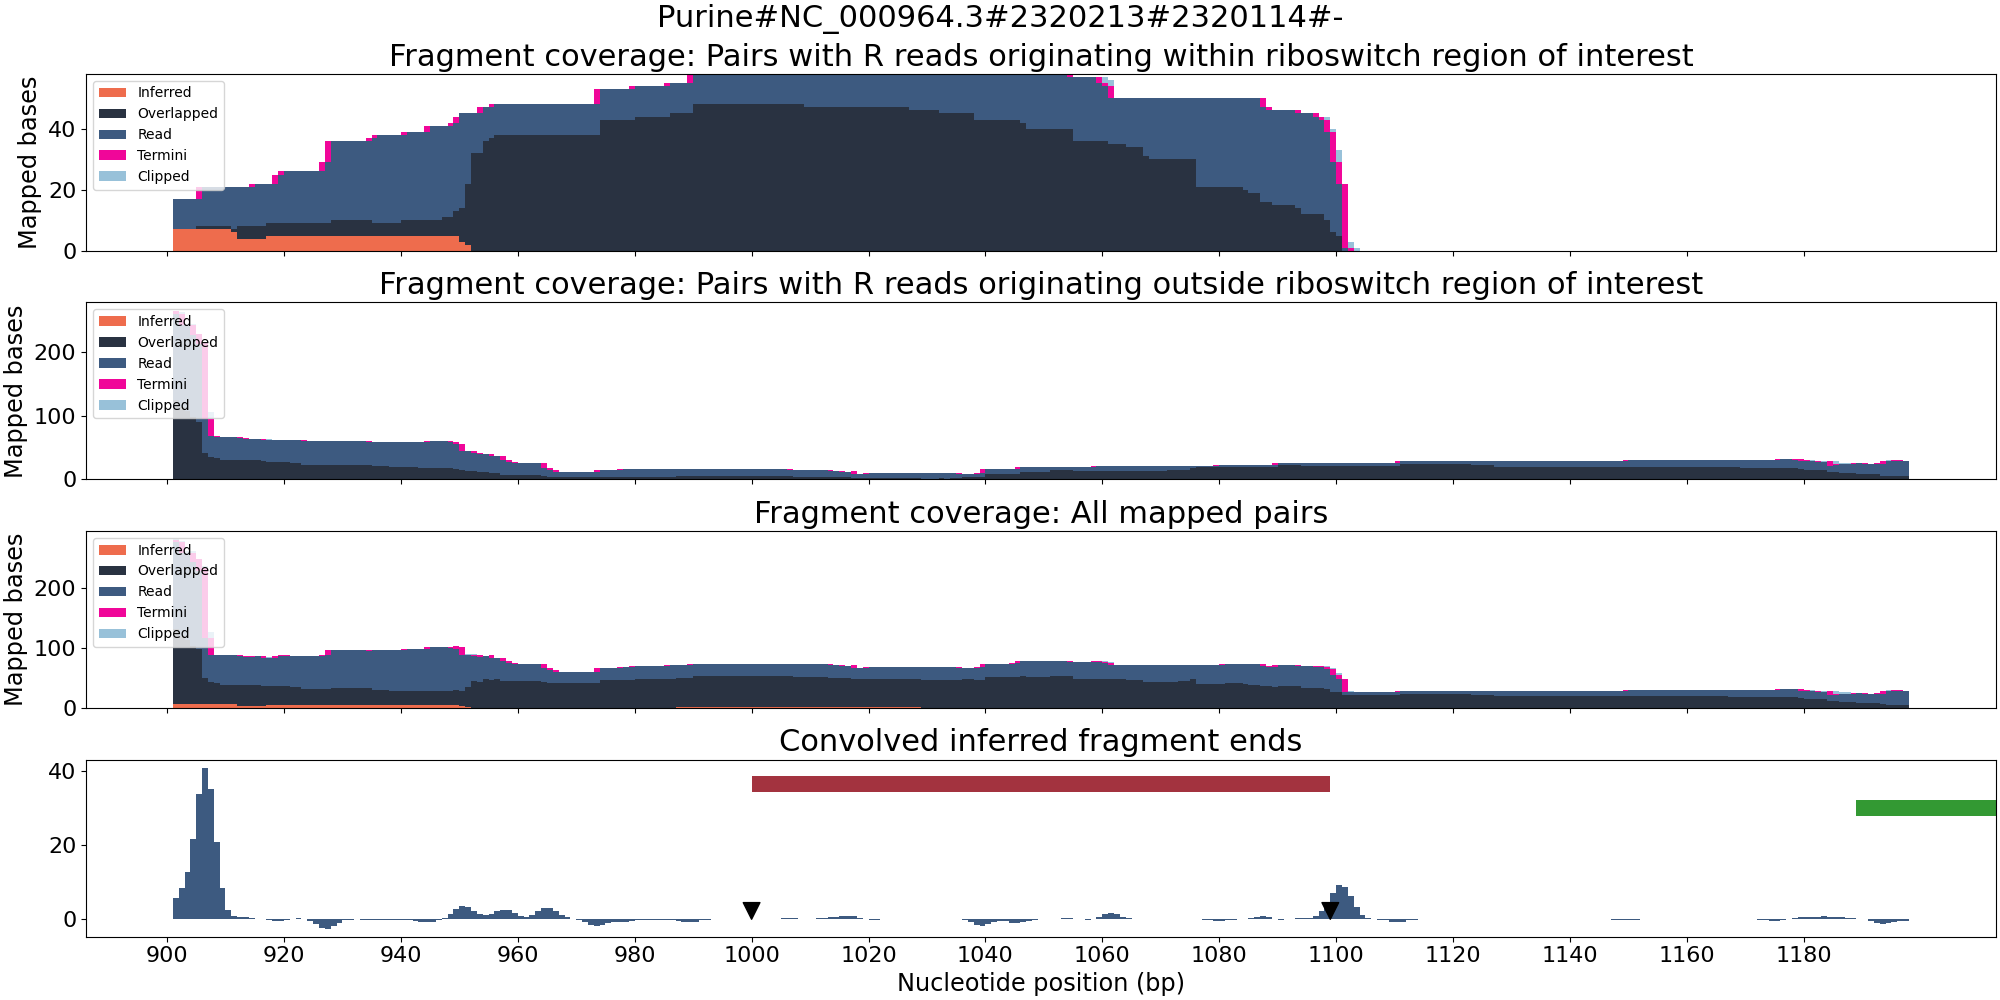 Purine#NC_000964.3#2320213#2320114#-
Fragment coverage: Pairs with R reads originating within riboswitch region of interest
Mapped bases
40
20
0
Inferred
Overlapped
Read
Termini
Clipped
Fragment coverage: Pairs with R reads originating outside riboswitch region of interest
Mapped bases
200
100
0
Inferred
Overlapped
Read
Termini
Clipped
Fragment coverage: All mapped pairs
Mapped bases
200
100
0
Inferred
Overlapped
Read
Termini
Clipped
Convolved inferred fragment ends
40
20
0
900 920 940 960 980 1000 1020 1040 1060 1080 1100 1120 1140 1160 1180
Nucleotide position (bp)